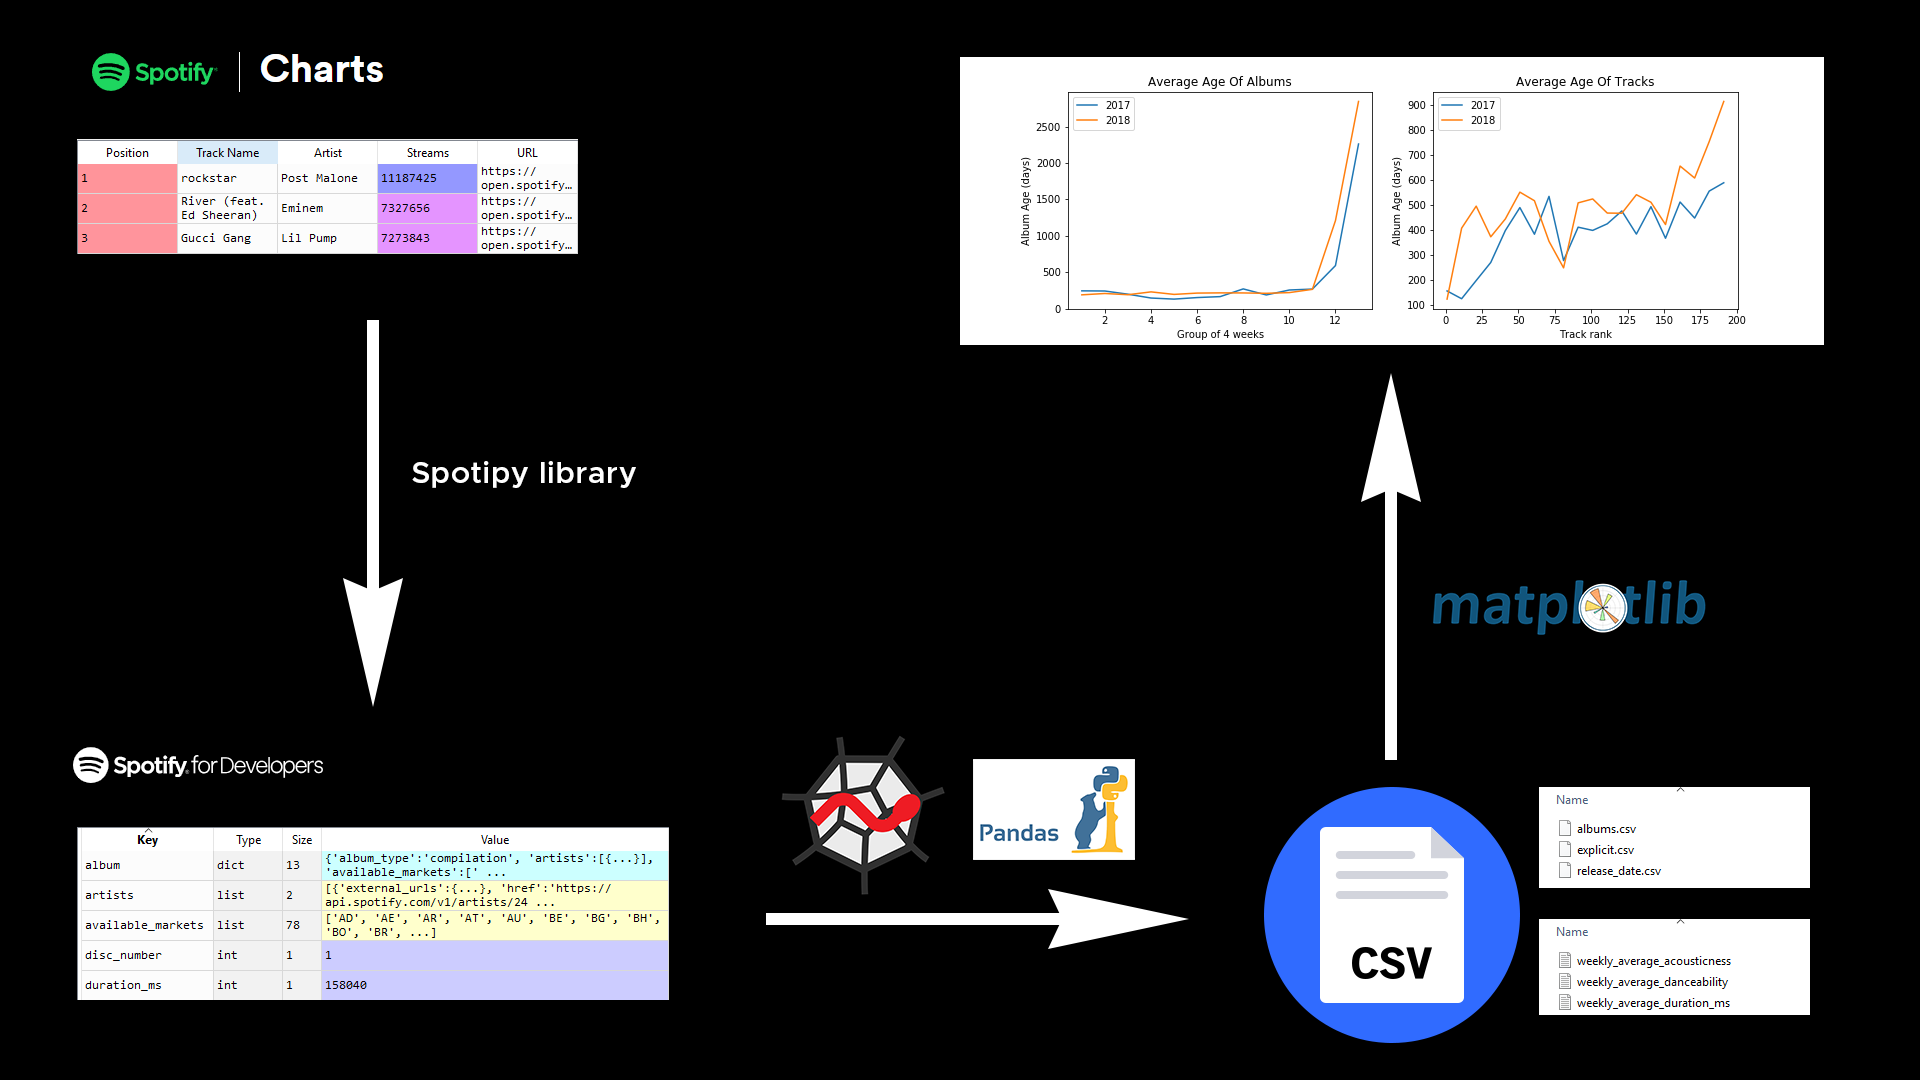 Spotify | Charts
Position Track Name Artist Streams URL
1 rockstar Post Malone 11187425 https://
open.spotify…
2 River (feat. Ed Sheeran) Eminem 7327656 https://
open.spotify…
3 Gucci Gang Lil Pump 7273843 https://
open.spotify…
Average Age Of Albums
2017
2018
Album Age (days)
2500
2000
1500
1000
500
0
2 4 6 8 10 12
Group of 4 weeks
Average Age Of Tracks
2017
2018
Album Age (days)
900
800
700
600
500
400
300
200
100
0 25 50 75 100 125 150 175 200
Track rank
Spotipy library
matplotlib
Spotify for Developers
Key Type Size Value
album dict 13 {'album_type':'compilation', 'artists':[{...}],
'available_markets':[' ...
artists list 2 [{'external_urls':{...}, 'href':'https://
api.spotify.com/v1/artists/24 ...
available_markets list 78 ['AD', 'AE', 'AR', 'AT', 'AU', 'BE', 'BG', 'BH',
'BO', 'BR', ...]
disc_number int 1 1
duration_ms int 1 158040
Pandas
CSV
Name
albums.csv
explicit.csv
release_date.csv
Name
weekly_average_acousticness
weekly_average_danceability
weekly_average_duration_ms